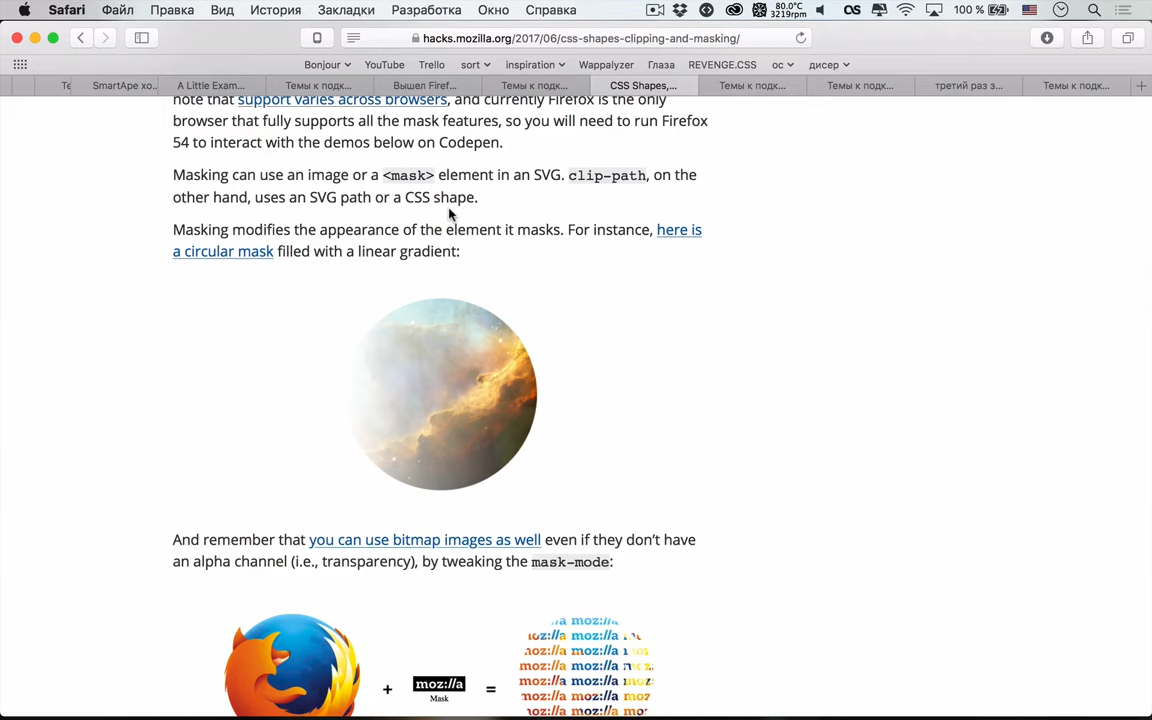 Safari Файл Правка Вид История Закладки Разработка Окно Справка 80.0°C 3219rpm 100 %
hacks.mozilla.org/2017/06/css-shapes-clipping-and-masking/
Bonjour YouTube Trello sort inspiration Wappalyzer Глаза REVENGE.CSS ос дисер
Те SmartApe хо.. A Little Exam... Темы к подк... Вышел Firef... Темы к подк... CSS Shapes,... Темы к подк... Темы к подк... третий раз з... Темы к подк...
note that support varies across browsers, and currently Firefox is the only
browser that fully supports all the mask features, so you will need to run Firefox
54 to interact with the demos below on Codepen.
Masking can use an image or a <mask> element in an SVG. clip-path, on the
other hand, uses an SVG path or a CSS shape.
Masking modifies the appearance of the element it masks. For instance, here is
a circular mask filled with a linear gradient:
And remember that you can use bitmap images as well even if they don't have
an alpha channel (i.e., transparency), by tweaking the mask-mode:
+ moz://a =
Mask